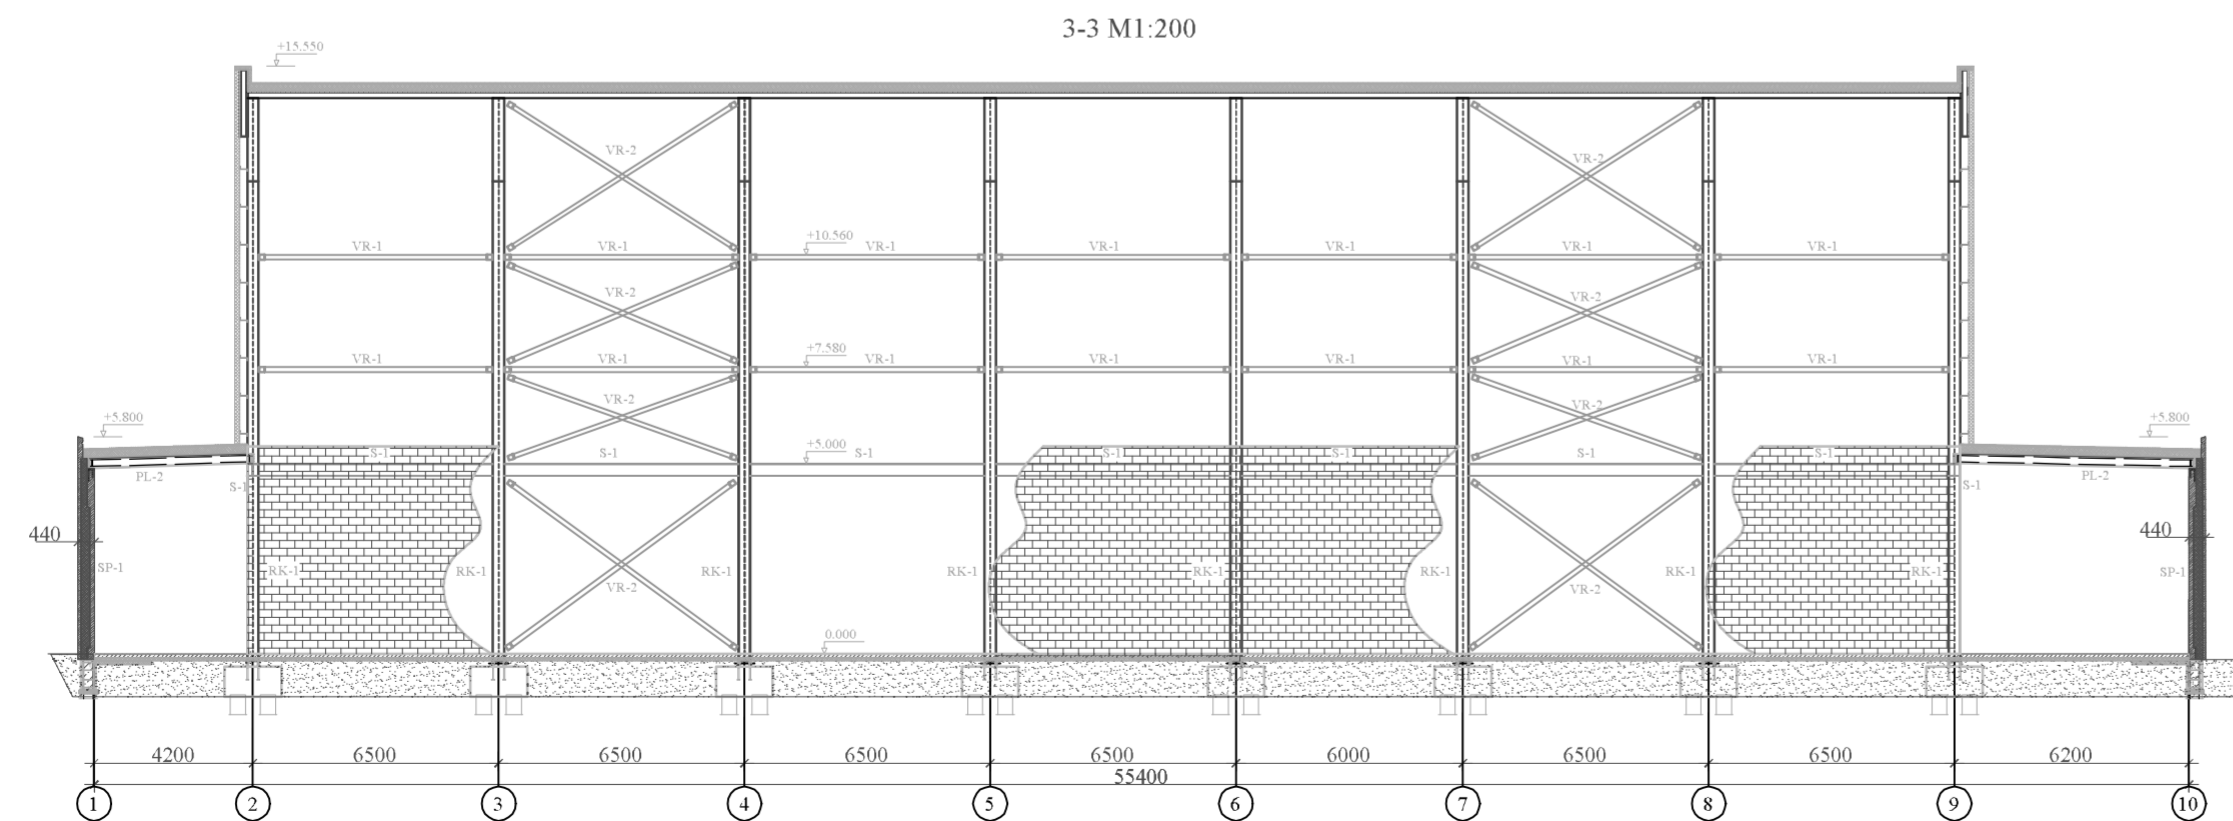 3-3 M1:200
+15.550
VR-2 VR-2
VR-1 VR-1 +10.560 VR-1 VR-1 VR-1 VR-1 VR-1
VR-2 VR-2
VR-1 VR-1 +7.580 VR-1 VR-1 VR-1 VR-1 VR-1
VR-2 VR-2
+5.800 +5.800
S-1 S-1 +5.000 S-1 S-1 S-1 S-1 S-1
PL-2 S-1 S-1 PL-2
440 440
SP-1 RK-1 RK-1 RK-1 RK-1 RK-1 RK-1 RK-1 RK-1 SP-1
VR-2 VR-2
0.000
4200 6500 6500 6500 6500 6000 6500 6500 6200
55400
1 2 3 4 5 6 7 8 9 10